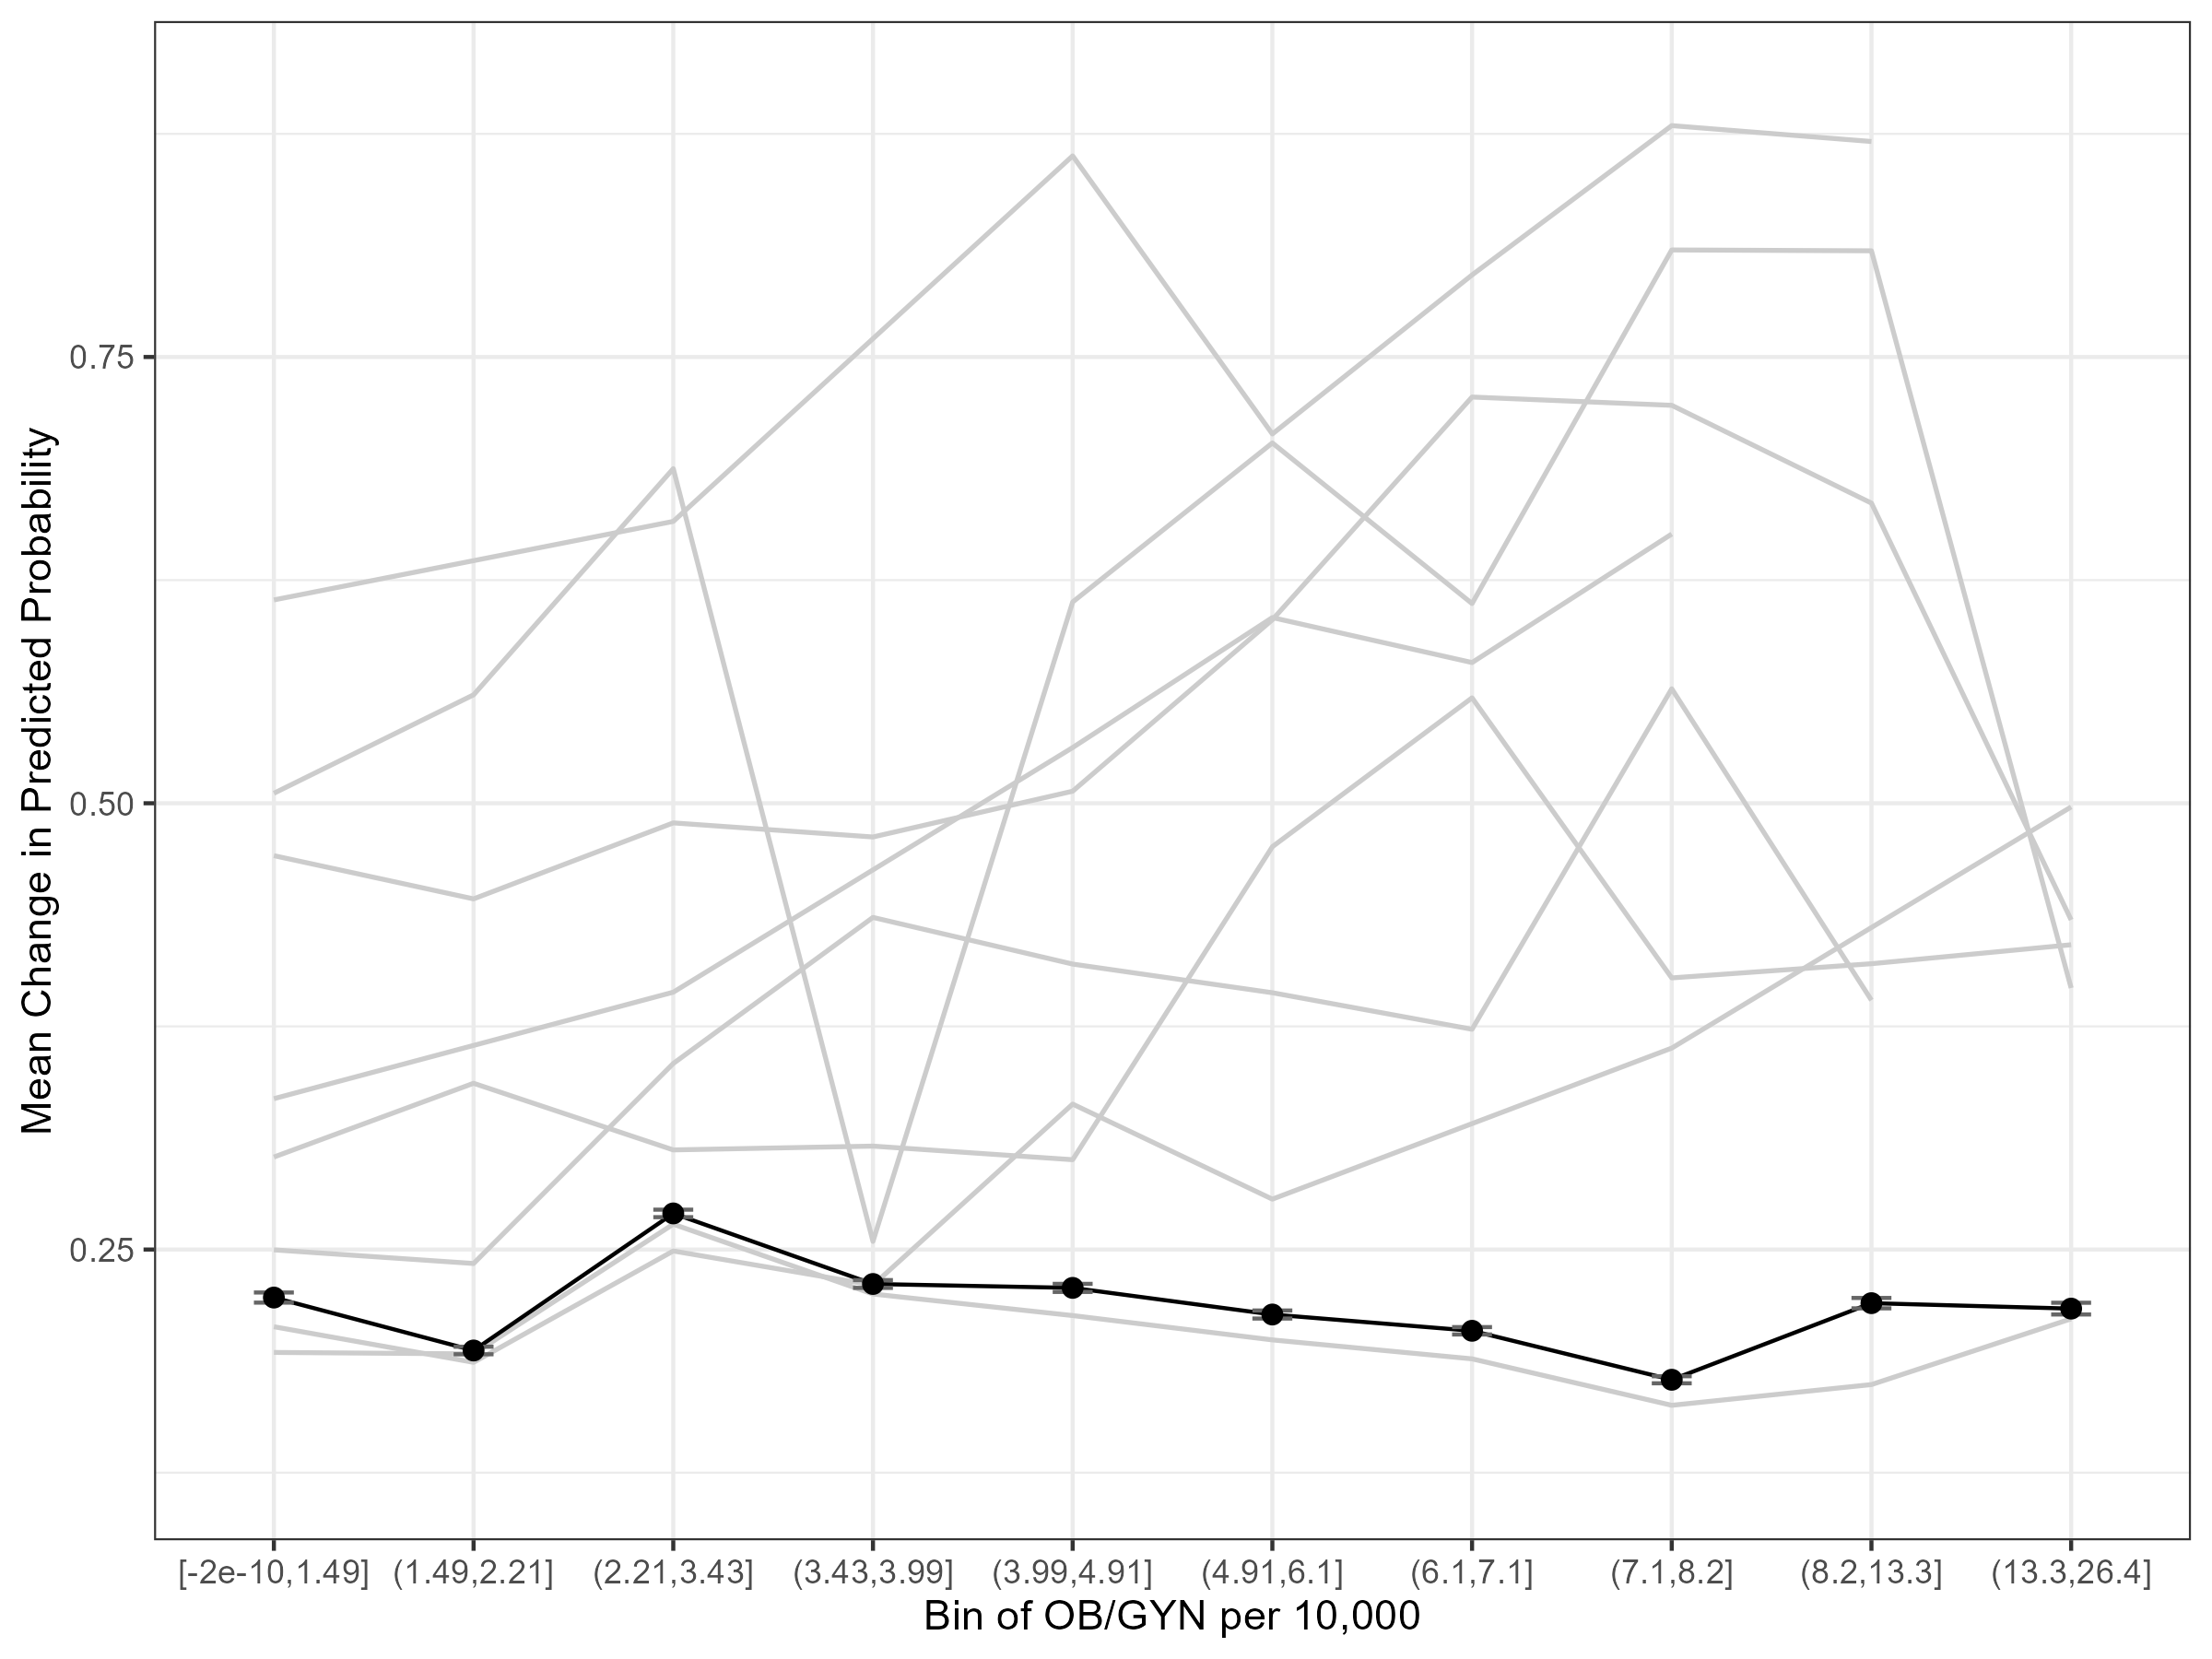 Mean Change in Predicted Probability
0.75
0.50
0.25
[-2e-10,1.49] (1.49,2.21] (2.21,3.43] (3.43,3.99] (3.99,4.91] (4.91,6.1] (6.1,7.1] (7.1,8.2] (8.2,13.3] (13.3,26.4]
Bin of OB/GYN per 10,000